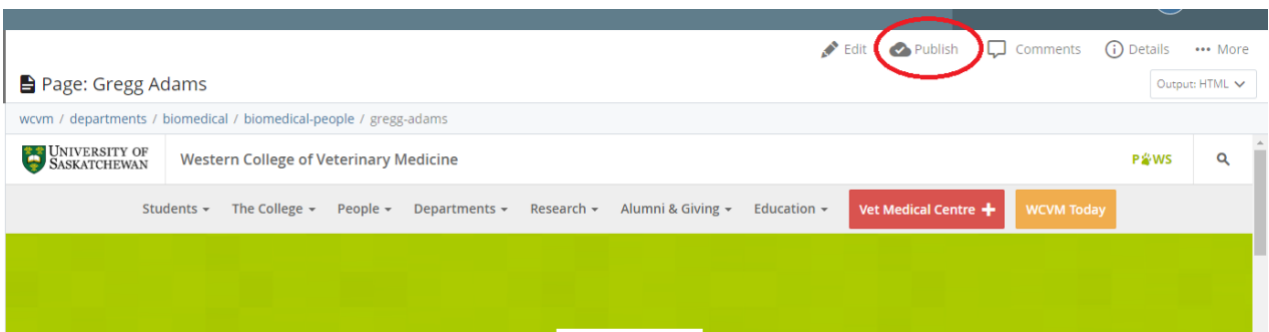 Edit Publish Comments Details ••• More
Page: Gregg Adams
Output: HTML
wcvm / departments / biomedical / biomedical-people / gregg-adams
UNIVERSITY OF
SASKATCHEWAN
Western College of Veterinary Medicine
PAWS
Students The College People Departments Research Alumni & Giving Education Vet Medical Centre + WCVM Today